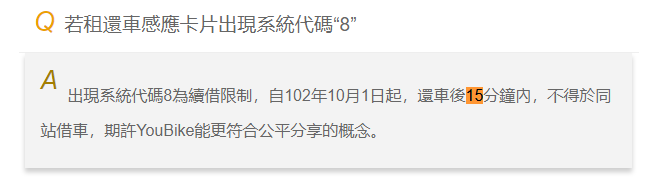 Q 若租還車感應卡片出現系統代碼“8”
A 出現系統代碼8為續借限制，自102年10月1日起，還車後15分鐘內，不得於同
站借車，期許YouBike能更符合公平分享的概念。